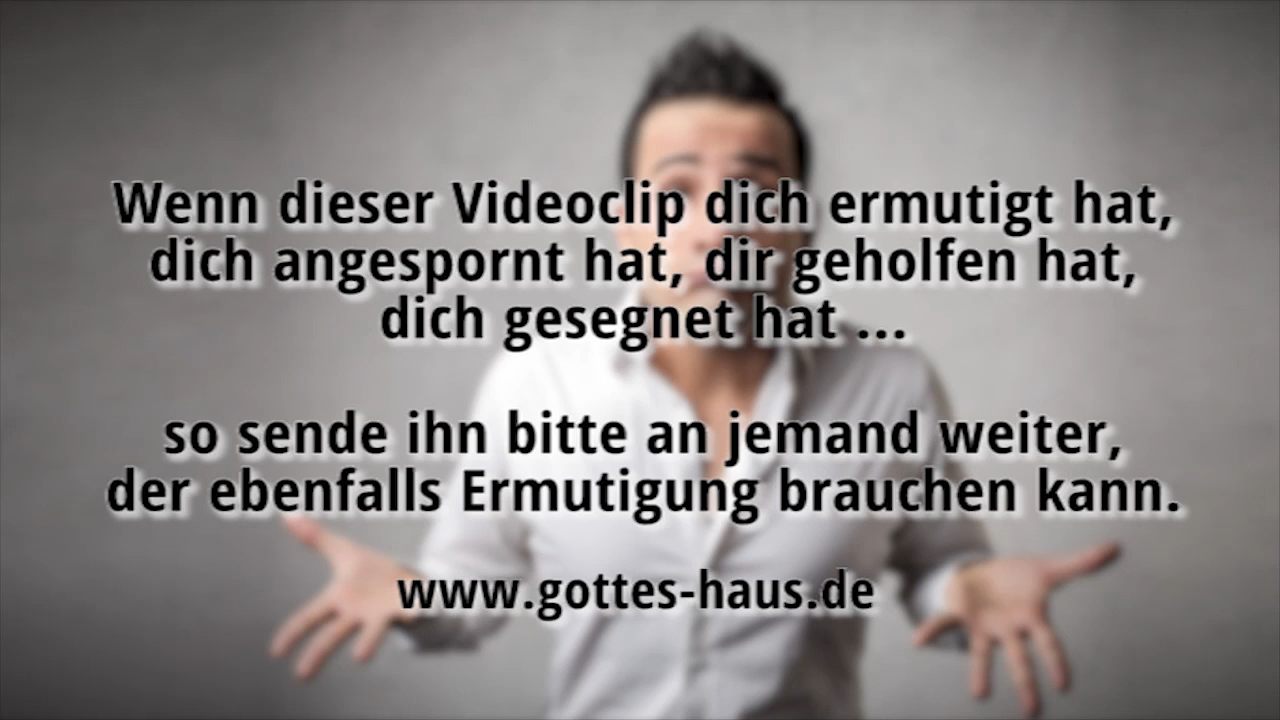 Wenn dieser Videoclip dich ermutigt hat,
dich angespornt hat, dir geholfen hat,
dich gesegnet hat ...
so sende ihn bitte an jemand weiter,
der ebenfalls Ermutigung brauchen kann.
www.gottes-haus.de